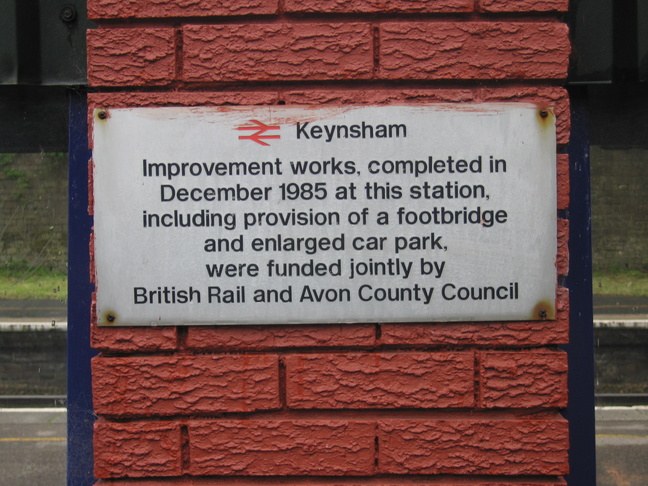 Keynsham
Improvement works, completed in
December 1985 at this station,
including provision of a footbridge
and enlarged car park,
were funded jointly by
British Rail and Avon County Council